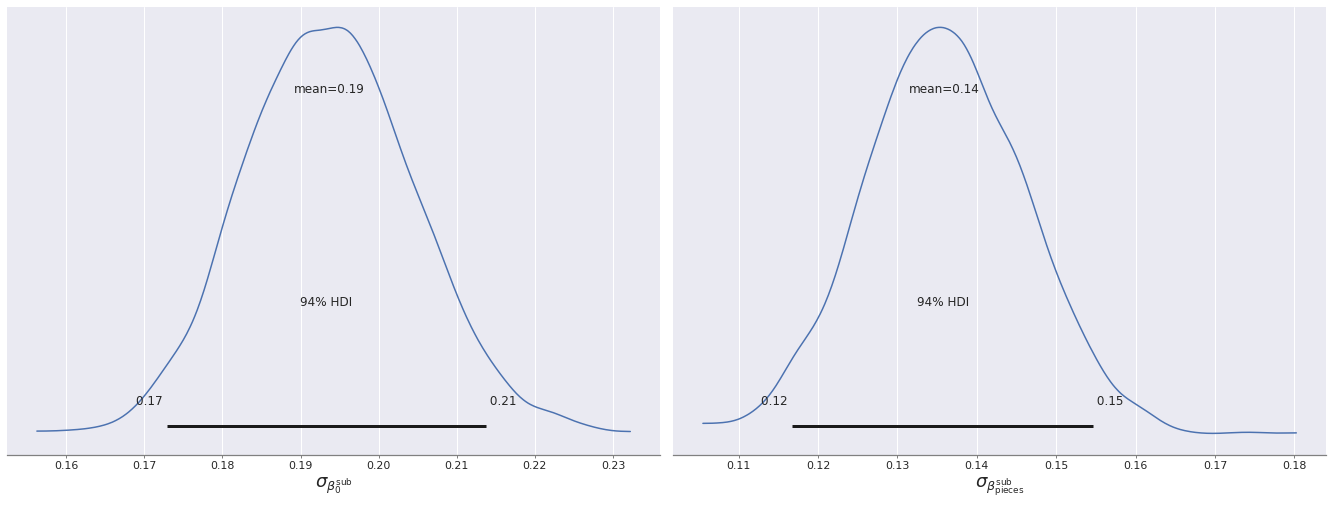 mean=0.19
94% HDI
0.17 0.21
0.16 0.17 0.18 0.19 0.20 0.21 0.22 0.23
σ_{β_0^{sub}}
mean=0.14
94% HDI
0.12 0.15
0.11 0.12 0.13 0.14 0.15 0.16 0.17 0.18
σ_{β_{pieces}^{sub}}